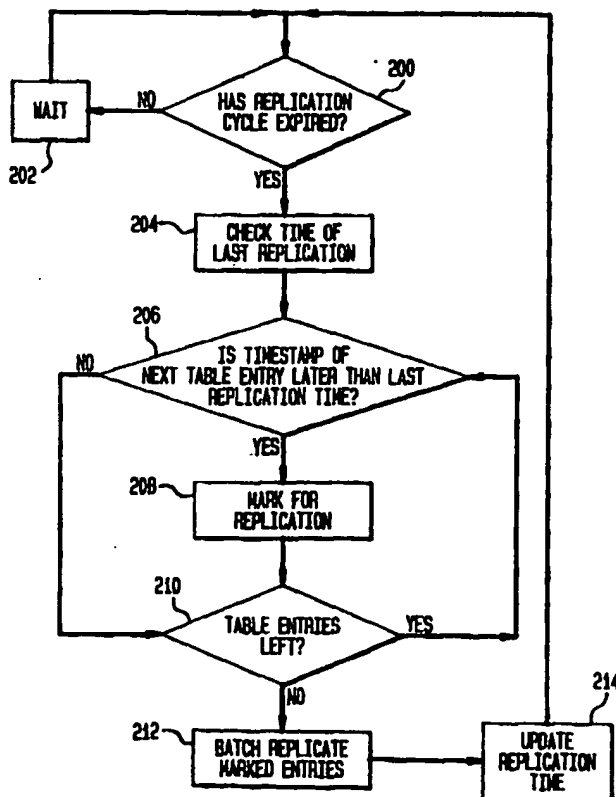 200
HAS REPLICATION
CYCLE EXPIRED?
NO
WAIT
202
YES
204
CHECK TIME OF
LAST REPLICATION
206
NO
IS TIMESTAMP OF
NEXT TABLE ENTRY LATER THAN LAST
REPLICATION TIME?
YES
208
MARK FOR
REPLICATION
210
TABLE ENTRIES
LEFT?
YES
NO
212
BATCH REPLICATE
MARKED ENTRIES
214
UPDATE
REPLICATION
TIME